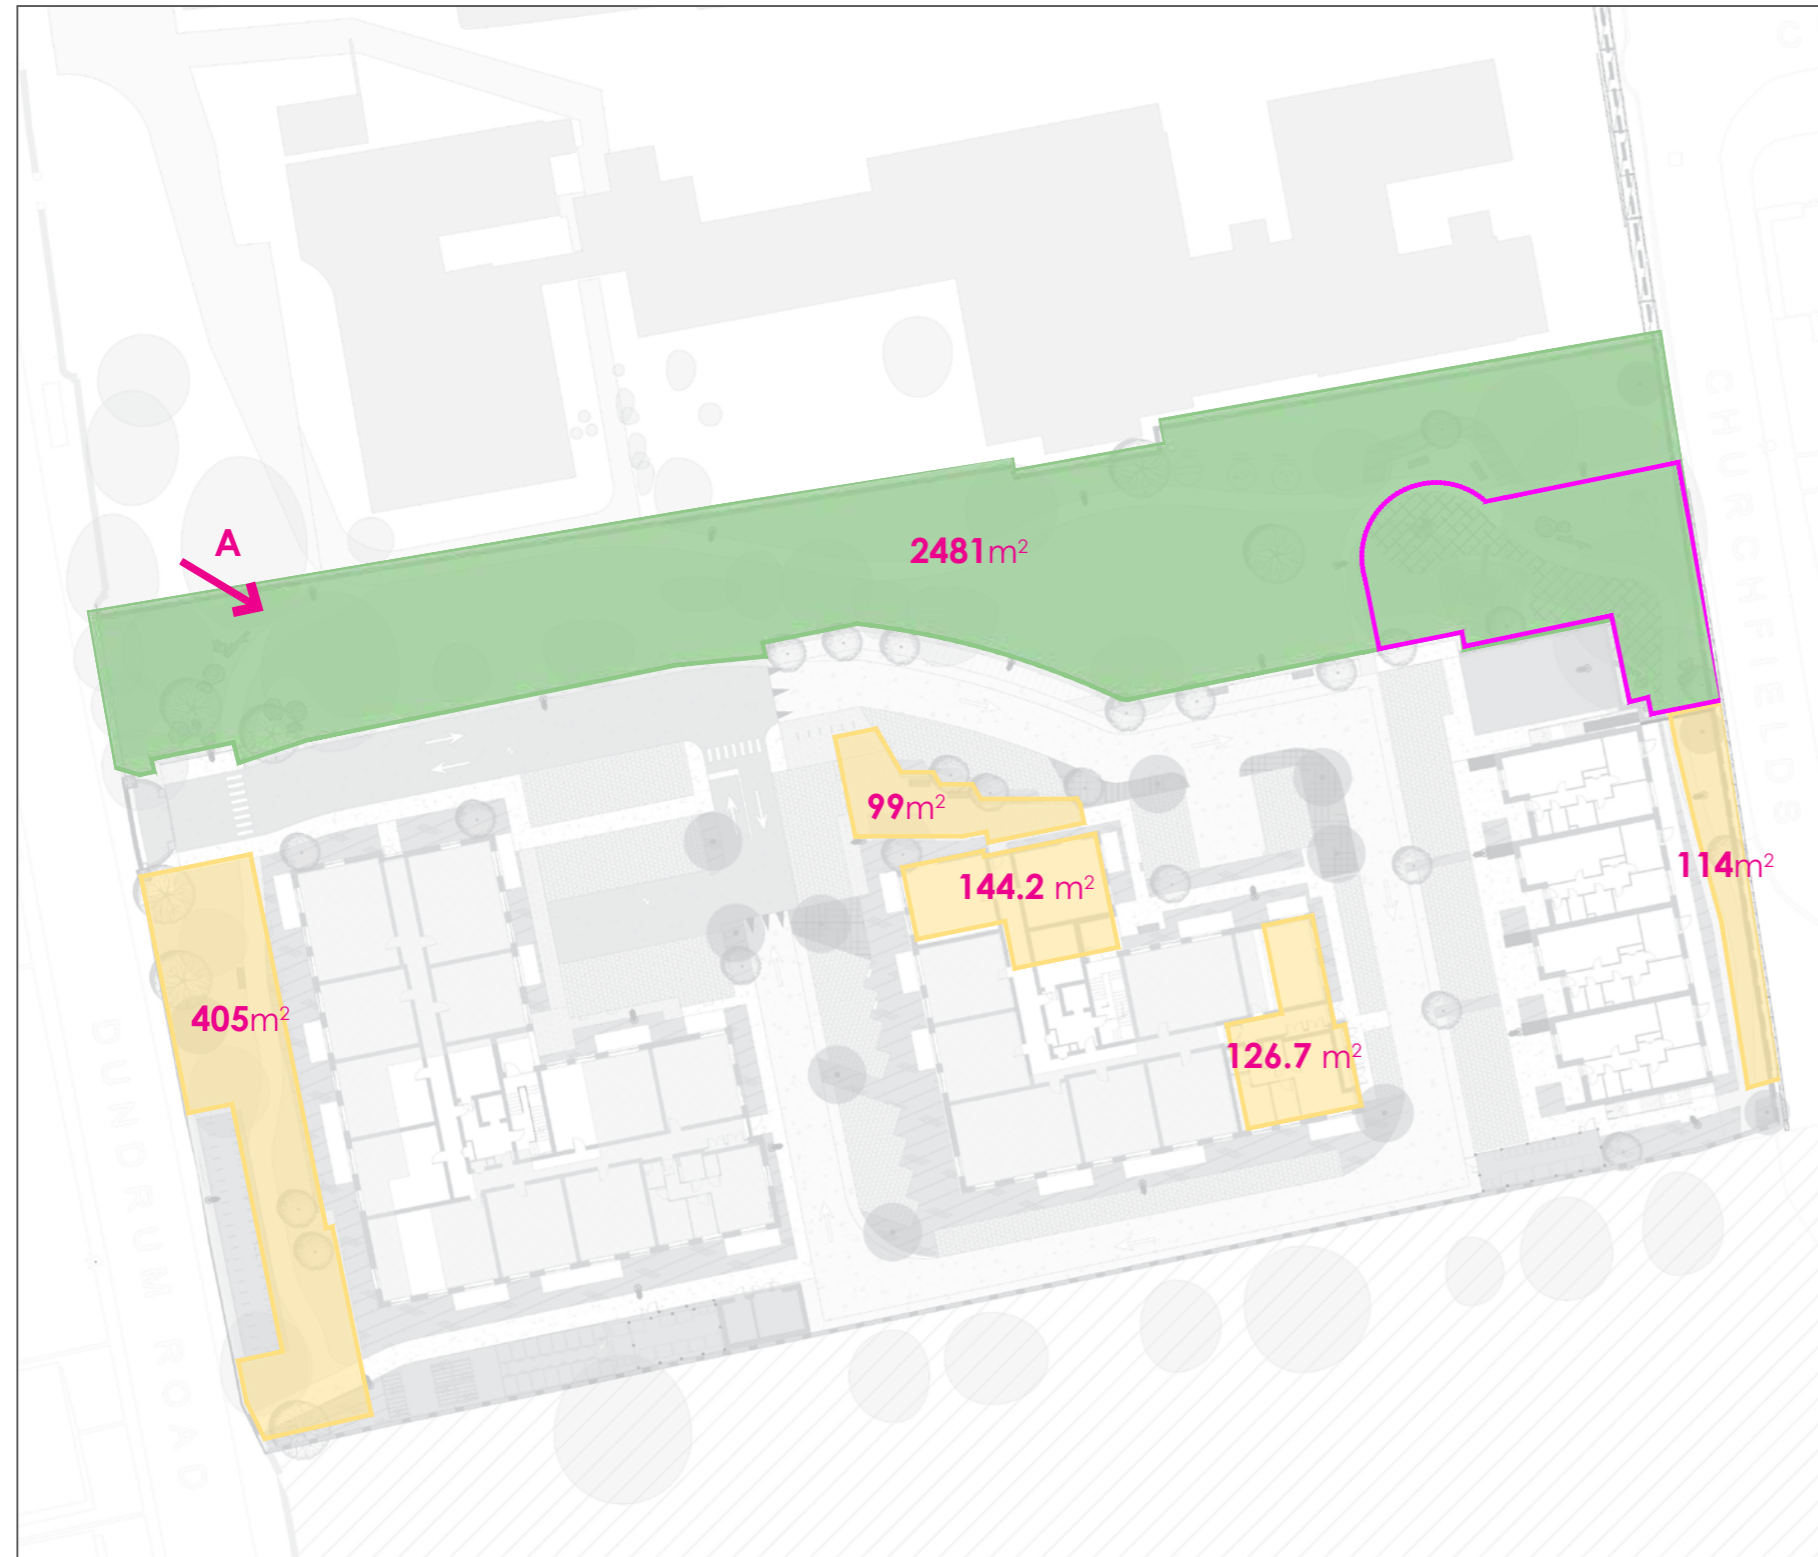 A
2481m²
99m²
144.2 m²
114m²
405m²
126.7 m²
CHURCHFIELDS
DUNDRUM ROAD
C